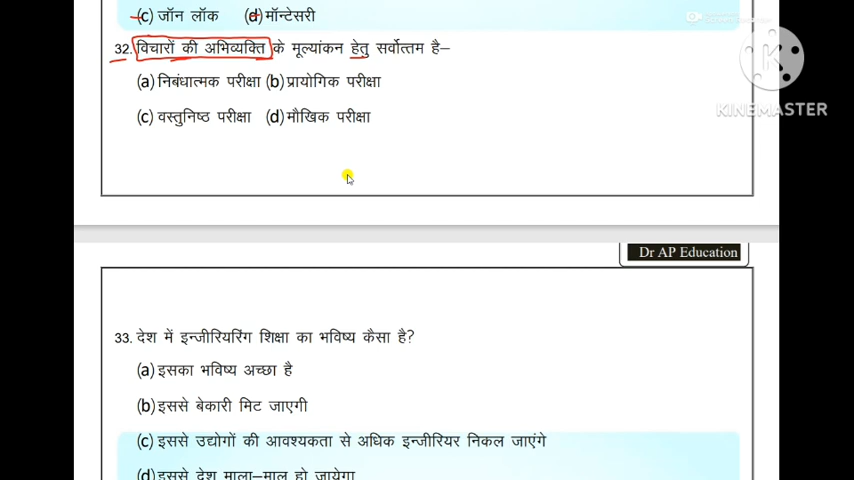 (c) जॉन लॉक (d) मॉन्टेसरी
32. विचारों की अभिव्यक्ति के मूल्यांकन हेतु सर्वोत्तम है–
(a) निबंधात्मक परीक्षा (b) प्रायोगिक परीक्षा
(c) वस्तुनिष्ठ परीक्षा (d) मौखिक परीक्षा
KINEMASTER
Dr AP Education
33. देश में इन्जीरियरिंग शिक्षा का भविष्य कैसा है?
(a) इसका भविष्य अच्छा है
(b) इससे बेकारी मिट जाएगी
(c) इससे उद्योगों की आवश्यकता से अधिक इन्जीरियर निकल जाएंगे
(d) इससे देश माला–माल हो जायेगा